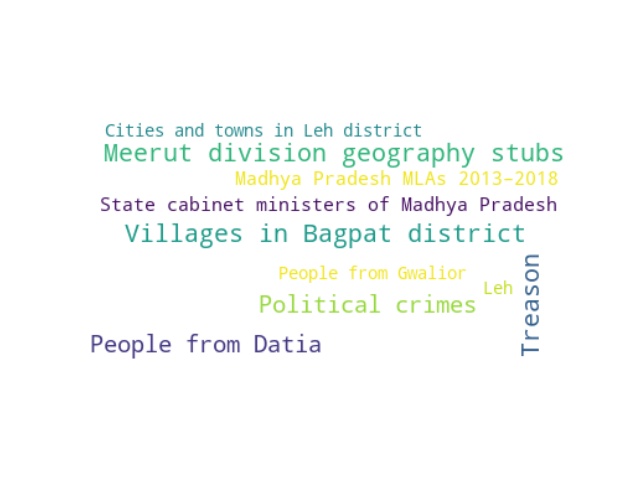 Cities and towns in Leh district
Meerut division geography stubs
Madhya Pradesh MLAs 2013–2018
State cabinet ministers of Madhya Pradesh
Villages in Bagpat district
People from Gwalior
Leh
Treason
Political crimes
People from Datia